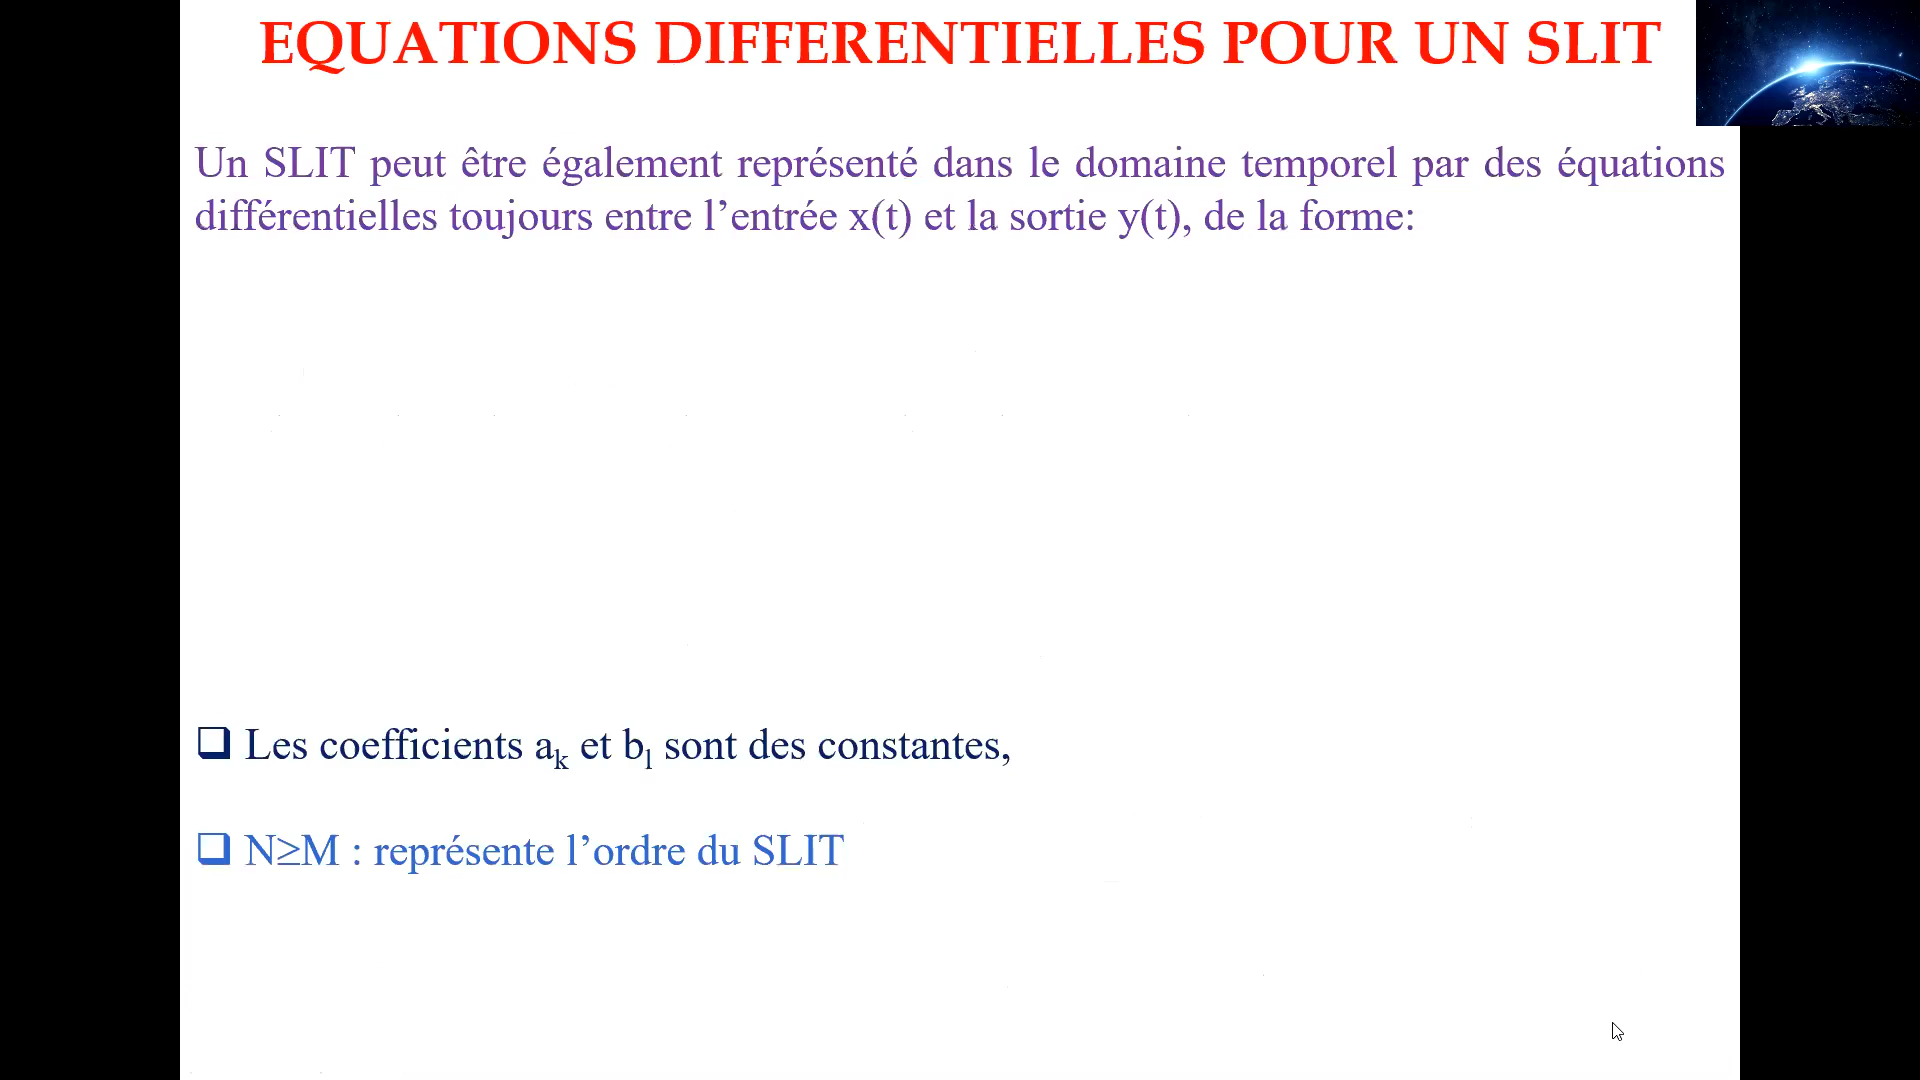 EQUATIONS DIFFERENTIELLES POUR UN SLIT
Un SLIT peut être également représenté dans le domaine temporel par des équations
différentielles toujours entre l’entrée x(t) et la sortie y(t), de la forme:
❑ Les coefficients aₖ et bₗ sont des constantes,
❑ N≥M : représente l’ordre du SLIT